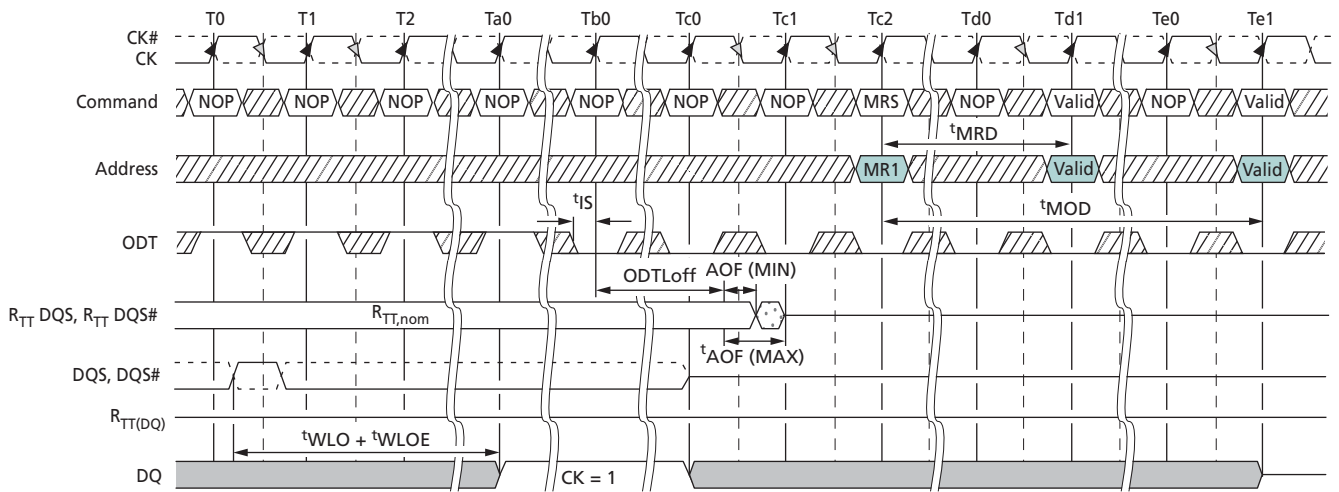 T0 T1 T2 Ta0 Tb0 Tc0 Tc1 Tc2 Td0 Td1 Te0 Te1
CK#
CK
Command NOP NOP NOP NOP NOP NOP NOP MRS NOP Valid NOP Valid
tMRD
Address MR1 Valid Valid
tIS
tMOD
ODT
ODTLoff AOF (MIN)
RTT DQS, RTT DQS# RTT,nom
tAOF (MAX)
DQS, DQS#
RTT(DQ)
tWLO + tWLOE
DQ CK = 1